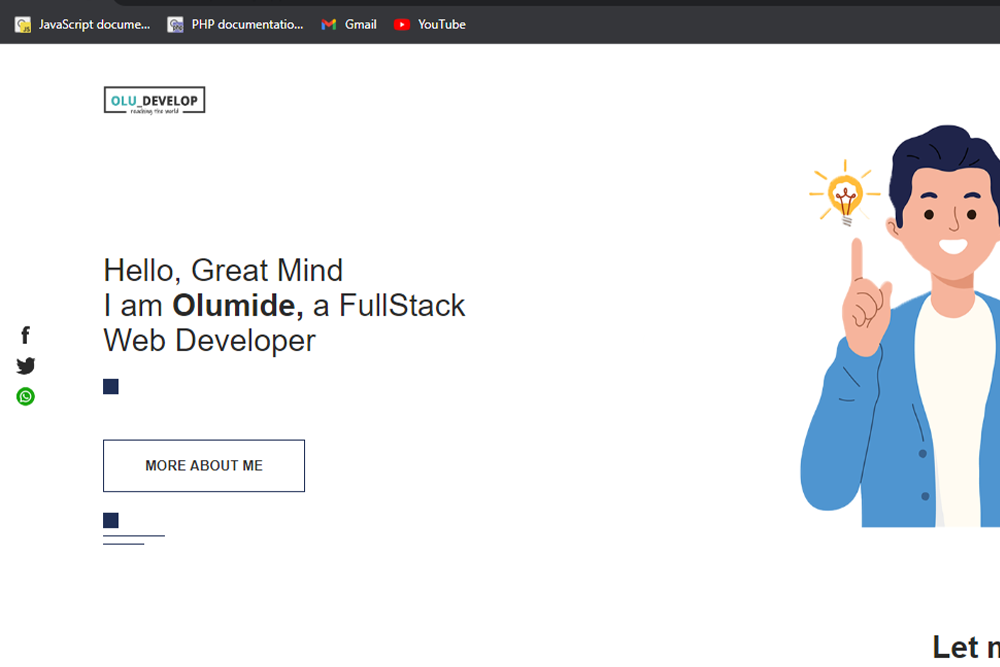 JavaScript docume... PHP documentatio... Gmail YouTube
OLU_DEVELOP
reaching the world
Hello, Great Mind
I am Olumide, a FullStack
Web Developer
MORE ABOUT ME
Let